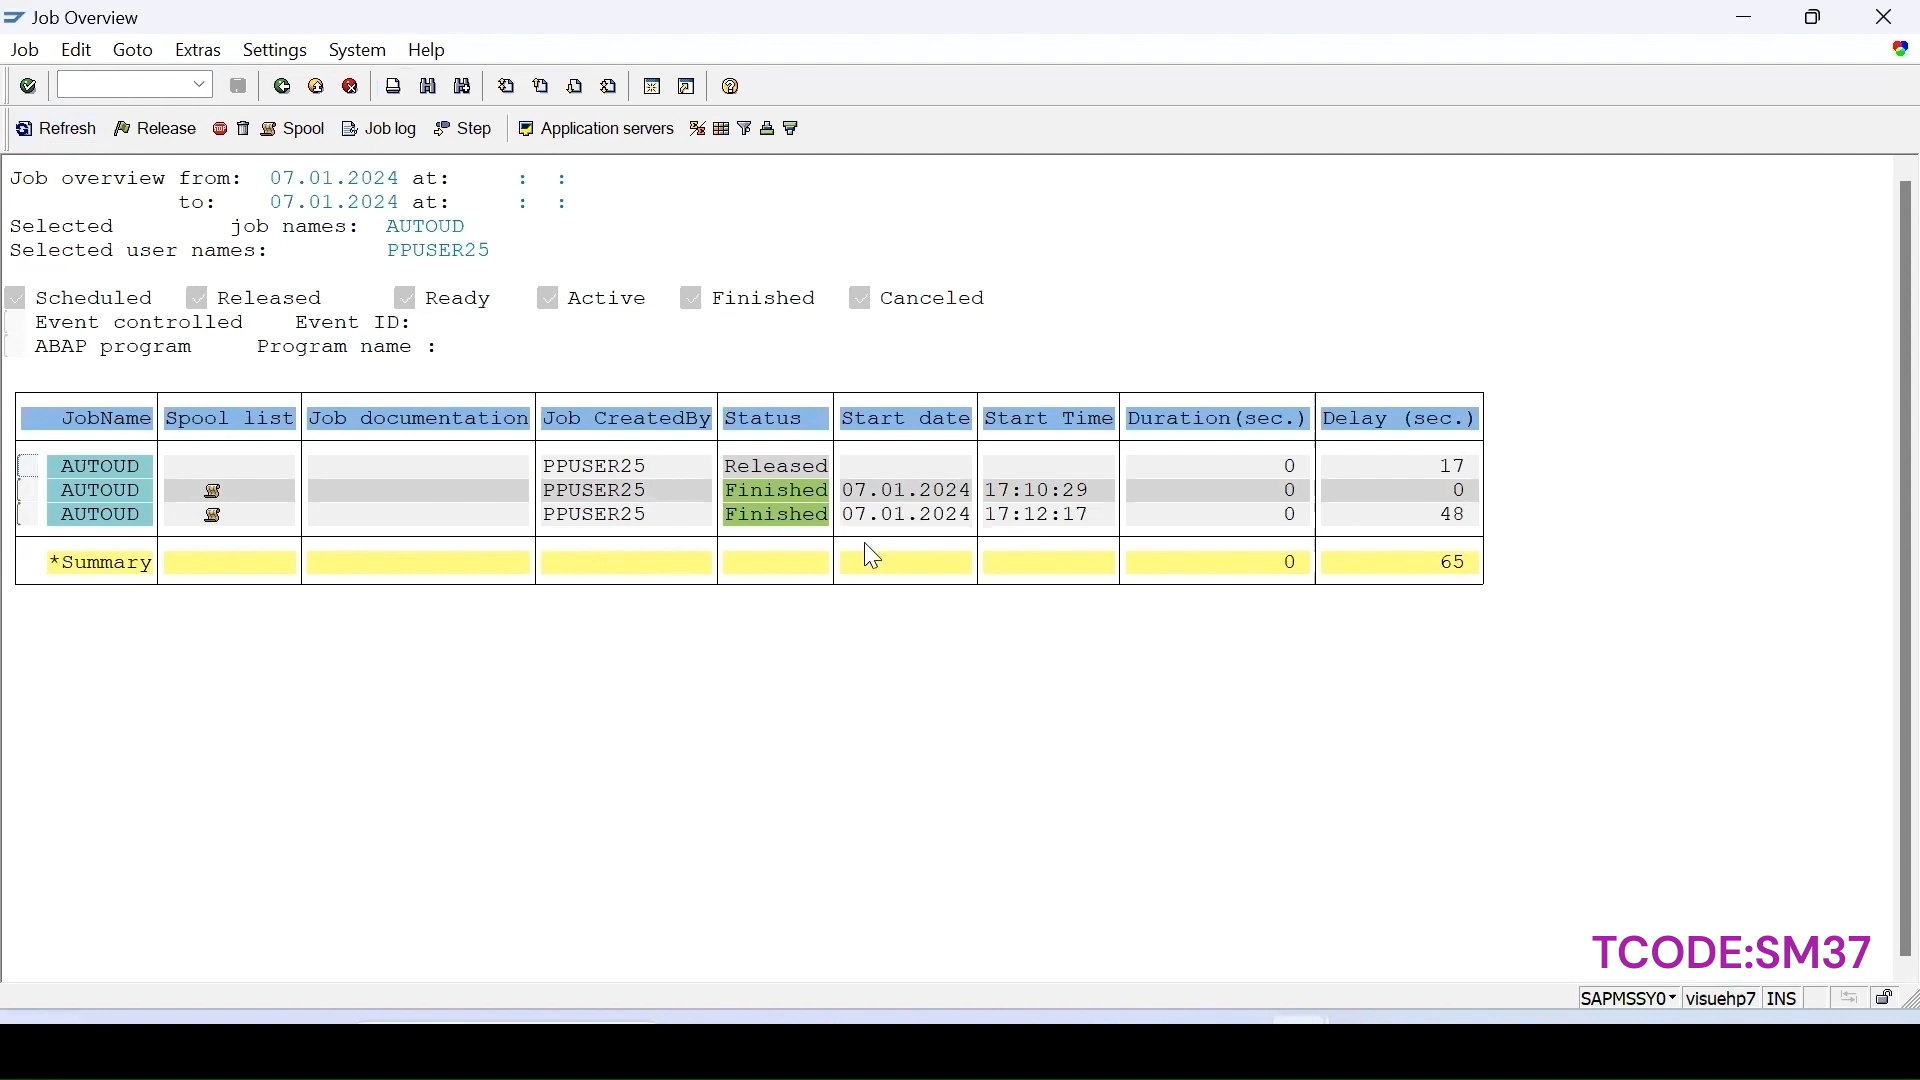 Job Overview
Job Edit Goto Extras Settings System Help
Refresh Release Spool Job log Step Application servers
Job overview from: 07.01.2024 at: : :
to: 07.01.2024 at: : :
Selected job names: AUTOUD
Selected user names: PPUSER25
Scheduled Released Ready Active Finished Canceled
Event controlled Event ID:
ABAP program Program name :
JobName Spool list Job documentation Job CreatedBy Status Start date Start Time Duration(sec.) Delay (sec.)
AUTOUD PPUSER25 Released 0 17
AUTOUD PPUSER25 Finished 07.01.2024 17:10:29 0 0
AUTOUD PPUSER25 Finished 07.01.2024 17:12:17 0 48
*Summary 0 65
TCODE:SM37
SAPMSSY0 visuehp7 INS